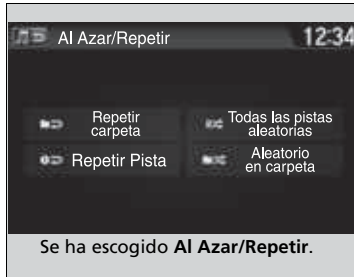 Al Azar/Repetir 12:34
Repetir
carpeta
Todas las pistas
aleatorias
Repetir Pista
Aleatorio
en carpeta
Se ha escogido Al Azar/Repetir.